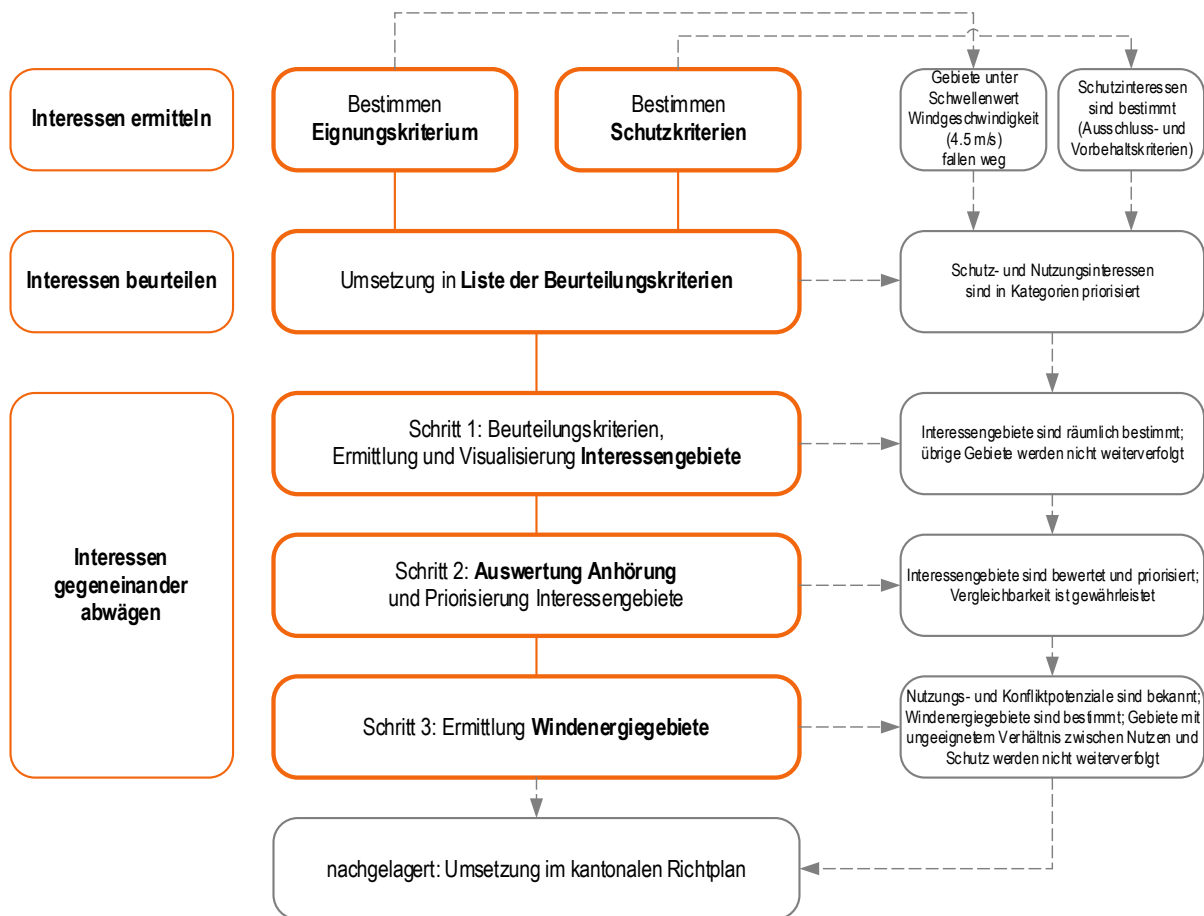 Interessen ermitteln
Bestimmen
Eignungskriterium
Bestimmen
Schutzkriterien
Gebiete unter
Schwellenwert
Windgeschwindigkeit
(4.5 m/s)
fallen weg
Schutzinteressen
sind bestimmt
(Ausschluss- und
Vorbehaltskriterien)
Interessen beurteilen
Umsetzung in Liste der Beurteilungskriterien
Schutz- und Nutzungsinteressen
sind in Kategorien priorisiert
Interessen
gegeneinander
abwägen
Schritt 1: Beurteilungskriterien,
Ermittlung und Visualisierung Interessengebiete
Interessengebiete sind räumlich bestimmt;
übrige Gebiete werden nicht weiterverfolgt
Schritt 2: Auswertung Anhörung
und Priorisierung Interessengebiete
Interessengebiete sind bewertet und priorisiert;
Vergleichbarkeit ist gewährleistet
Schritt 3: Ermittlung Windenergiegebiete
Nutzungs- und Konfliktpotenziale sind bekannt;
Windenergiegebiete sind bestimmt; Gebiete mit
ungeeignetem Verhältnis zwischen Nutzen und
Schutz werden nicht weiterverfolgt
nachgelagert: Umsetzung im kantonalen Richtplan